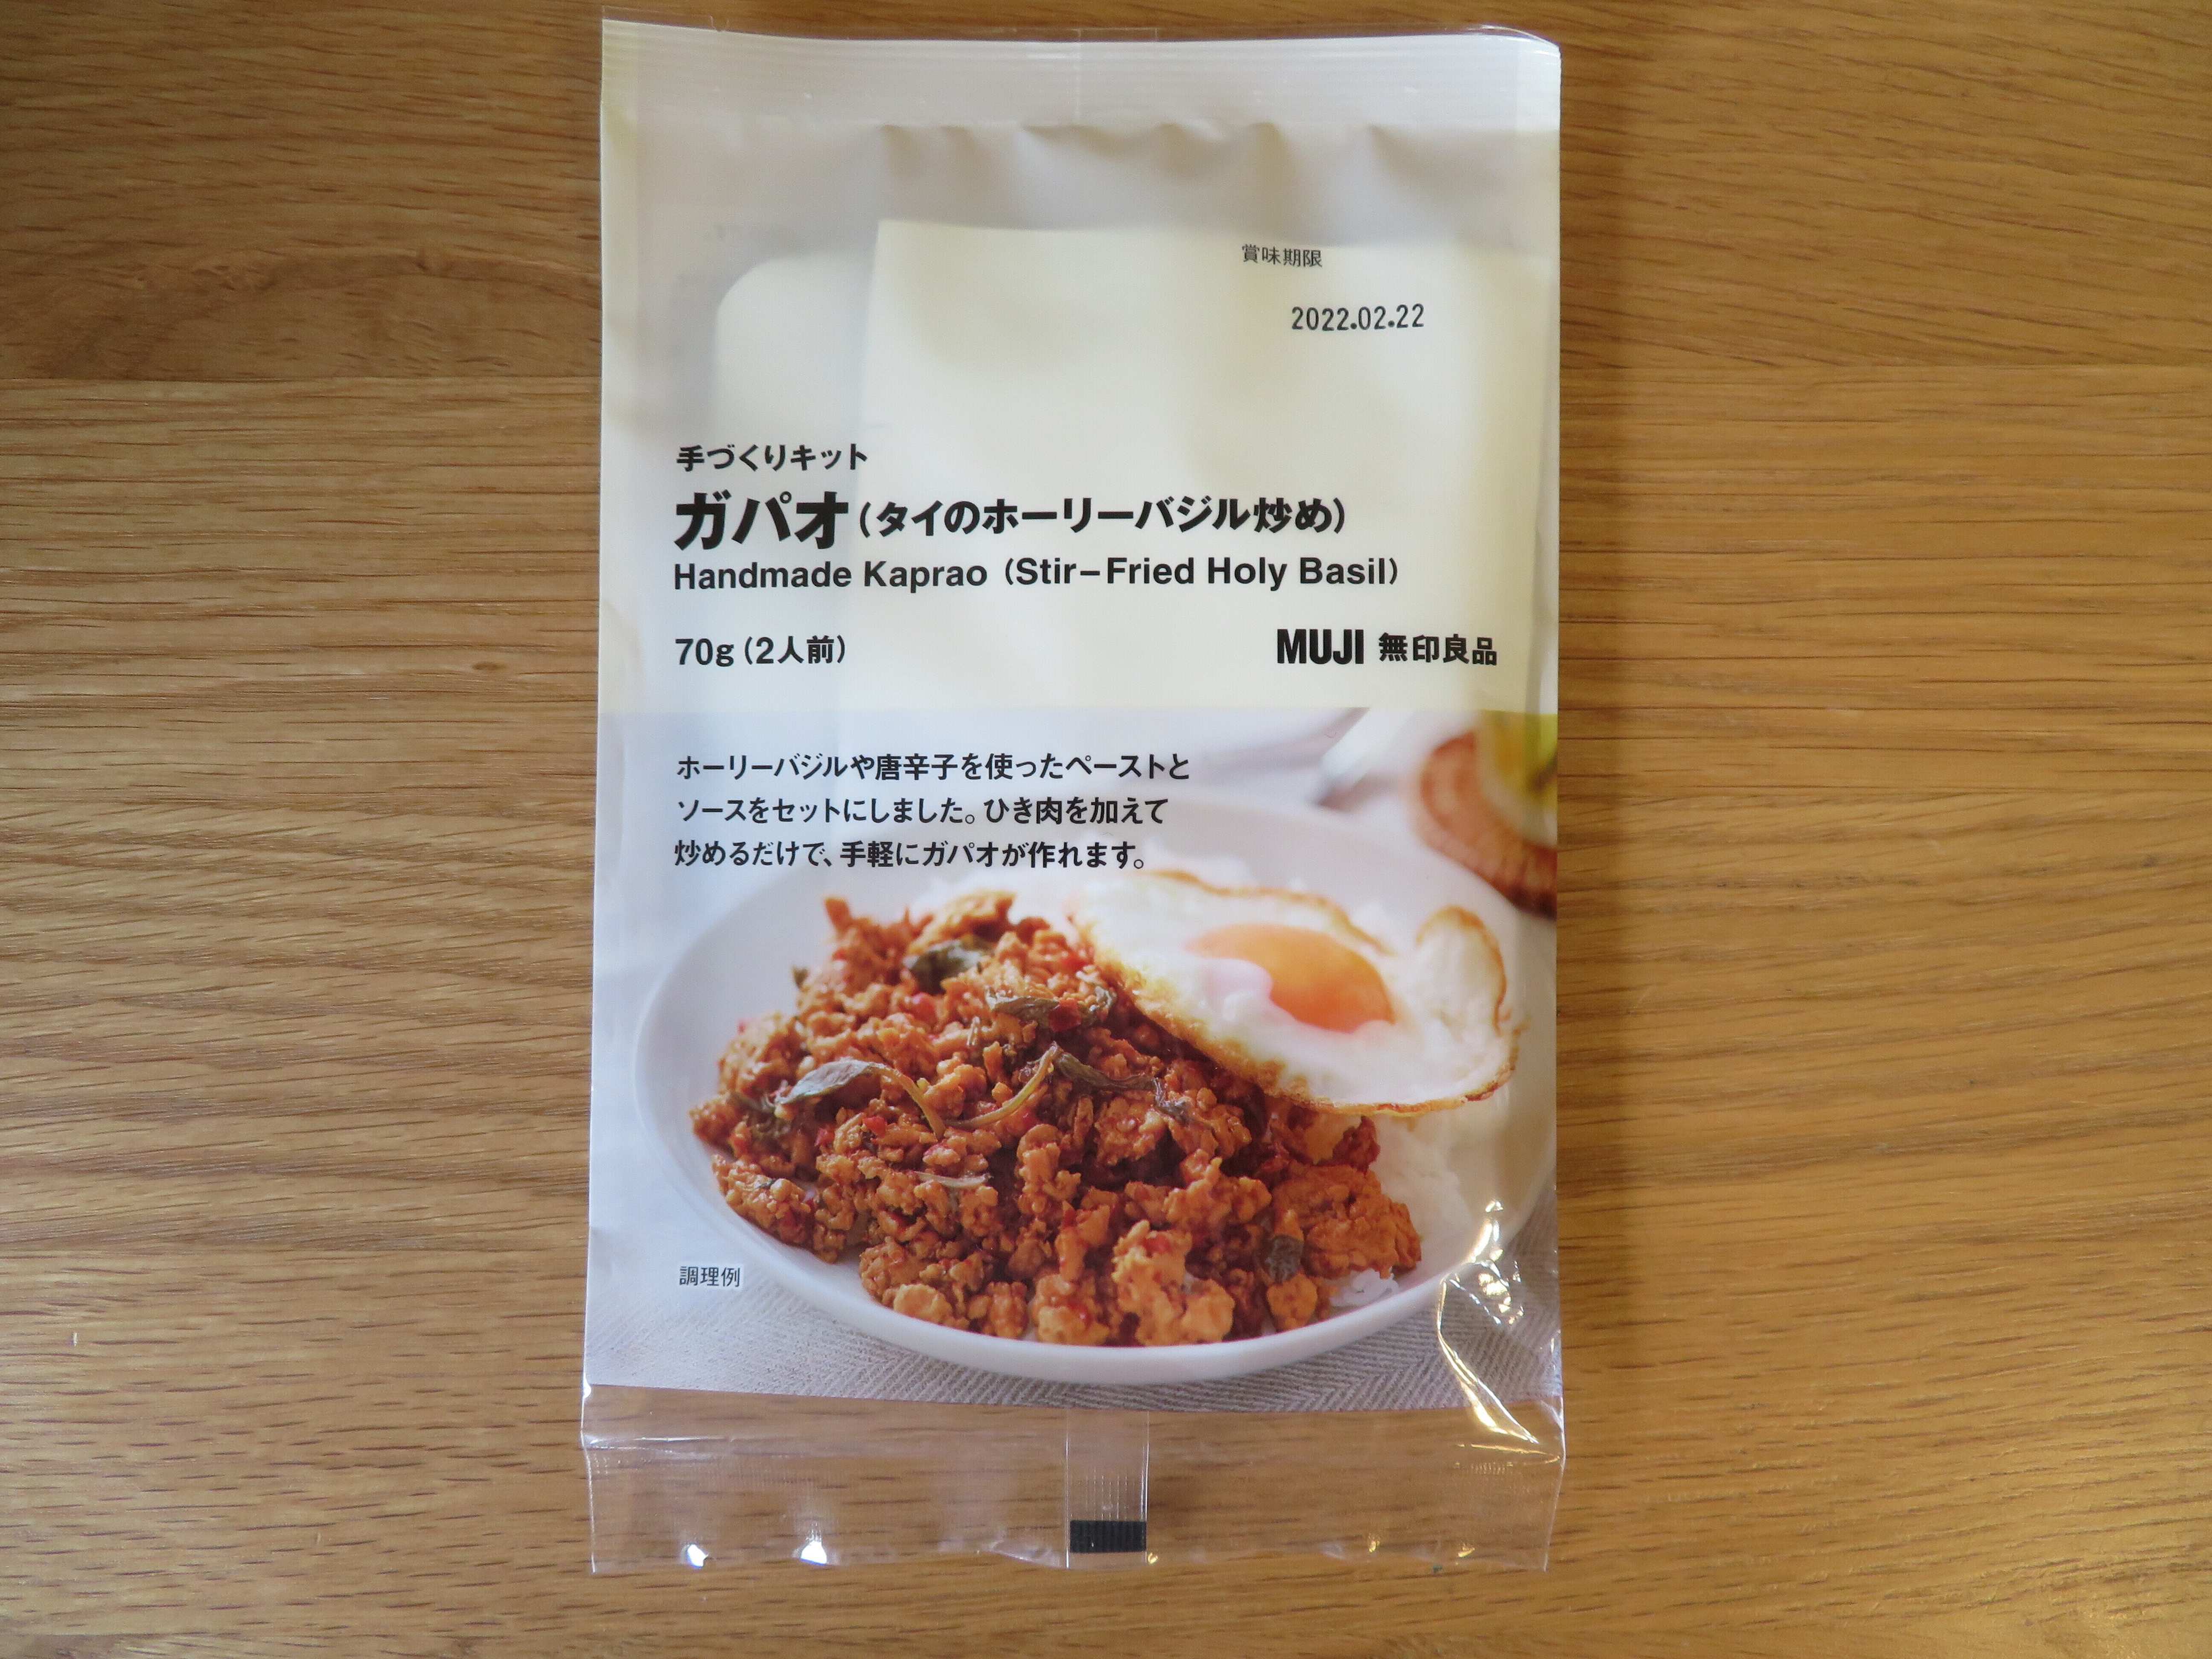 賞味期限
2022.02.22
手づくりキット
ガパオ(タイのホーリーバジル炒め)
Handmade Kaprao (Stir-Fried Holy Basil)
70g(2人前)
MUJI 無印良品
ホーリーバジルや唐辛子を使ったペーストと
ソースをセットにしました。ひき肉を加えて
炒めるだけで、手軽にガパオが作れます。
調理例